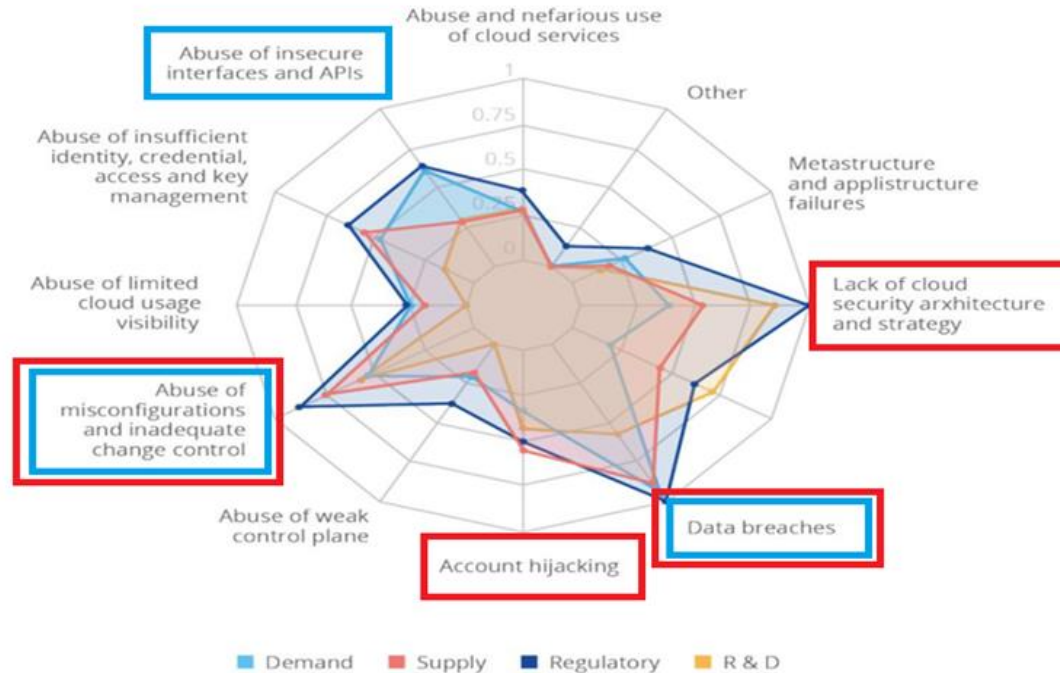 Abuse and nefarious use
of cloud services
Abuse of insecure
interfaces and APIs
Other
1
0.75
0.5
0.25
0
Abuse of insufficient
identity, credential,
access and key
management
Metastructure
and applistructure
failures
Abuse of limited
cloud usage
visibility
Lack of cloud
security arxhitecture
and strategy
Abuse of
misconfigurations
and inadequate
change control
Abuse of weak
control plane
Data breaches
Account hijacking
Demand
Supply
Regulatory
R & D